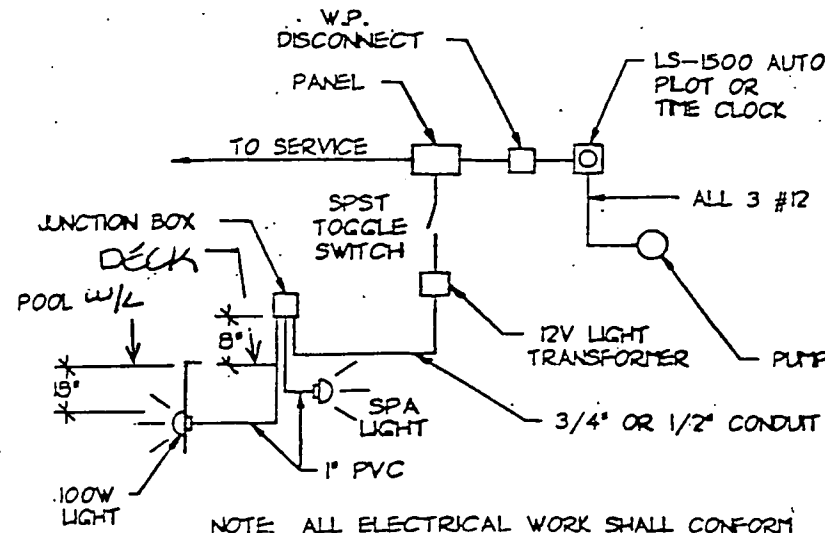 W.P.
DISCONNECT
LS-1500 AUTO
PLOT OR
TIME CLOCK
PANEL
TO SERVICE
ALL 3 #12
JUNCTION BOX
SPST
TOGGLE
SWITCH
DECK
POOL W/L
8"
12V LIGHT
TRANSFORMER
PUMP
18"
SPA
LIGHT
3/4" OR 1/2" CONDUIT
1" PVC
100W
LIGHT
NOTE: ALL ELECTRICAL WORK SHALL CONFORM